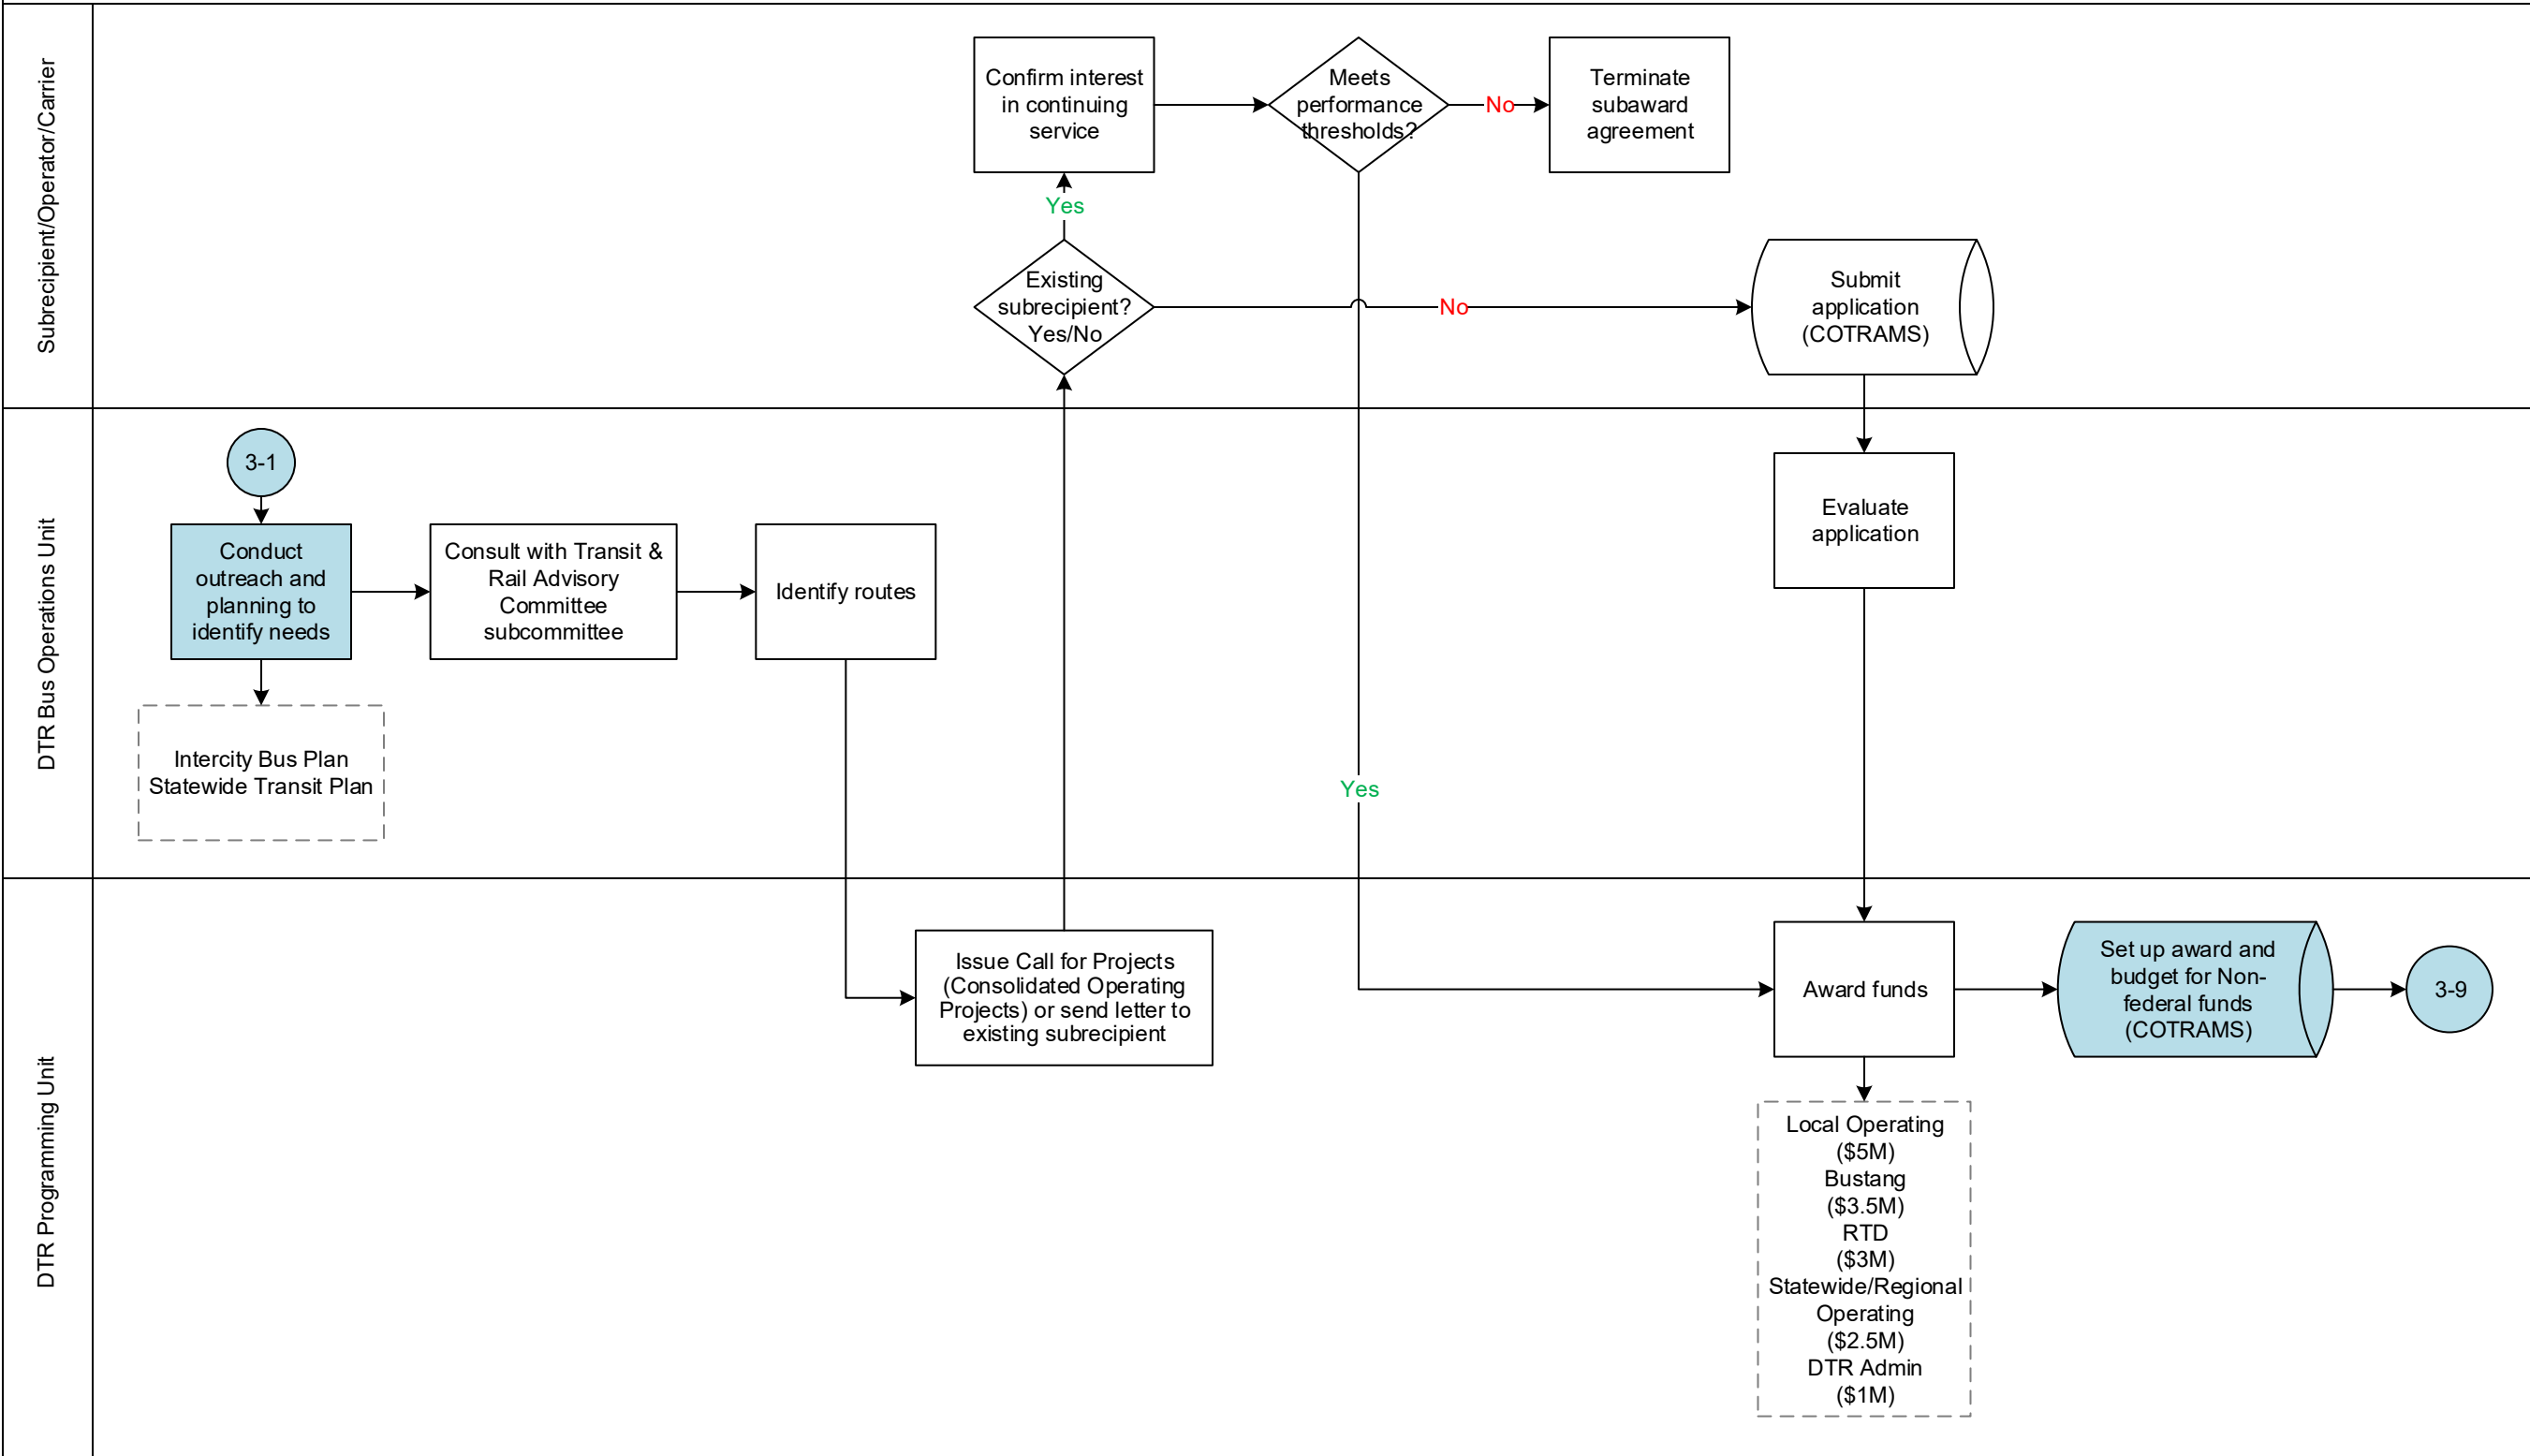 Subrecipient/Operator/Carrier
Confirm interest
in continuing
service
Meets
performance
thresholds?
No
Terminate
subaward
agreement
Yes
Existing
subrecipient?
Yes/No
No
Submit
application
(COTRAMS)
DTR Bus Operations Unit
3-1
Conduct
outreach and
planning to
identify needs
Consult with Transit &
Rail Advisory
Committee
subcommittee
Identify routes
Evaluate
application
Intercity Bus Plan
Statewide Transit Plan
Yes
DTR Programming Unit
Issue Call for Projects
(Consolidated Operating
Projects) or send letter to
existing subrecipient
Award funds
Set up award and
budget for Non-
federal funds
(COTRAMS)
3-9
Local Operating
($5M)
Bustang
($3.5M)
RTD
($3M)
Statewide/Regional
Operating
($2.5M)
DTR Admin
($1M)